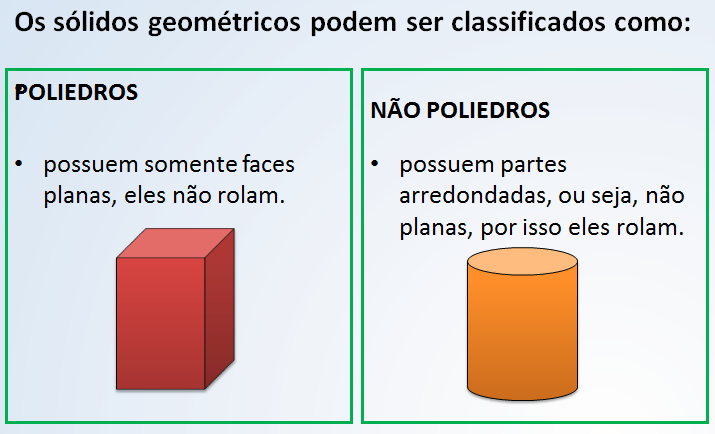 Os sólidos geométricos podem ser classificados como:
POLIEDROS
• possuem somente faces
planas, eles não rolam.
NÃO POLIEDROS
• possuem partes
arredondadas, ou seja, não
planas, por isso eles rolam.